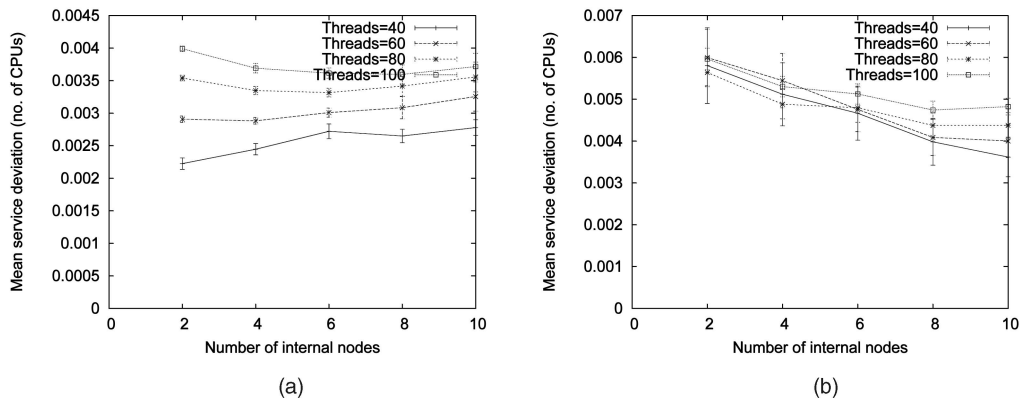 0.0045
0.004
0.0035
0.003
0.0025
0.002
0.0015
0.001
0.0005
0
Mean service deviation (no. of CPUs)
Threads=40
Threads=60
Threads=80
Threads=100
0 2 4 6 8 10
Number of internal nodes
(a)
0.007
0.006
0.005
0.004
0.003
0.002
0.001
0
Mean service deviation (no. of CPUs)
Threads=40
Threads=60
Threads=80
Threads=100
0 2 4 6 8 10
Number of internal nodes
(b)